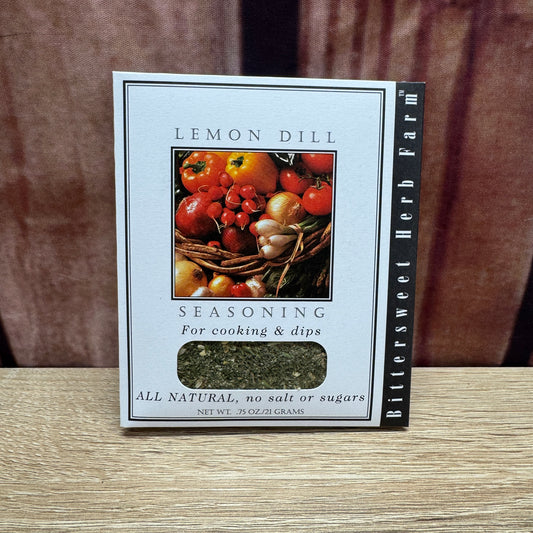 LEMON DILL
SEASONING
For cooking & dips
ALL NATURAL, no salt or sugars
NET WT. .75 OZ./21 GRAMS
Bittersweet Herb Farm™